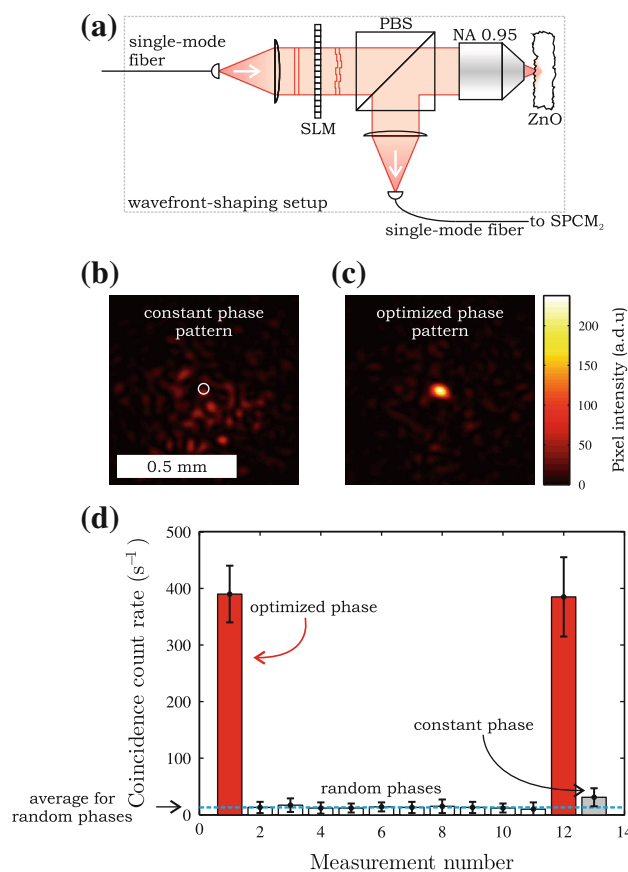 (a)
single-mode
fiber
SLM
PBS
NA 0.95
ZnO
wavefront-shaping setup
to SPCM₂
single-mode fiber
(b)
constant phase
pattern
0.5 mm
(c)
optimized phase
pattern
200
150
100
50
0
Pixel intensity (a.d.u)
(d)
500
400
300
200
100
0
Coincidence count rate (s⁻¹)
optimized phase
constant phase
random phases
average for
random phases
0 2 4 6 8 10 12 14
Measurement number